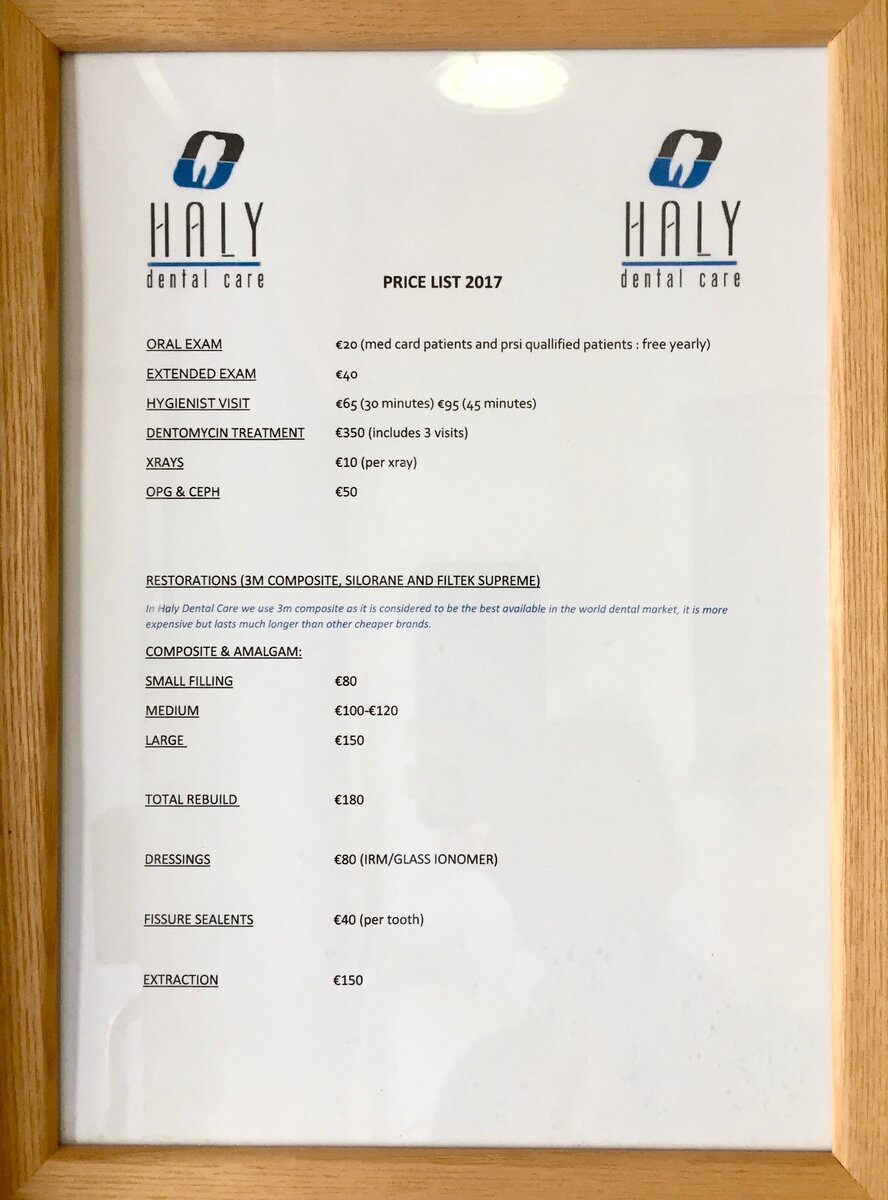 HALY
dental care
HALY
dental care
PRICE LIST 2017
ORAL EXAM €20 (med card patients and prsi quallified patients : free yearly)
EXTENDED EXAM €40
HYGIENIST VISIT €65 (30 minutes) €95 (45 minutes)
DENTOMYCIN TREATMENT €350 (includes 3 visits)
XRAYS €10 (per xray)
OPG & CEPH €50
RESTORATIONS (3M COMPOSITE, SILORANE AND FILTEK SUPREME)
In Haly Dental Care we use 3m composite as it is considered to be the best available in the world dental market, it is more
expensive but lasts much longer than other cheaper brands.
COMPOSITE & AMALGAM:
SMALL FILLING €80
MEDIUM €100-€120
LARGE €150
TOTAL REBUILD €180
DRESSINGS €80 (IRM/GLASS IONOMER)
FISSURE SEALENTS €40 (per tooth)
EXTRACTION €150